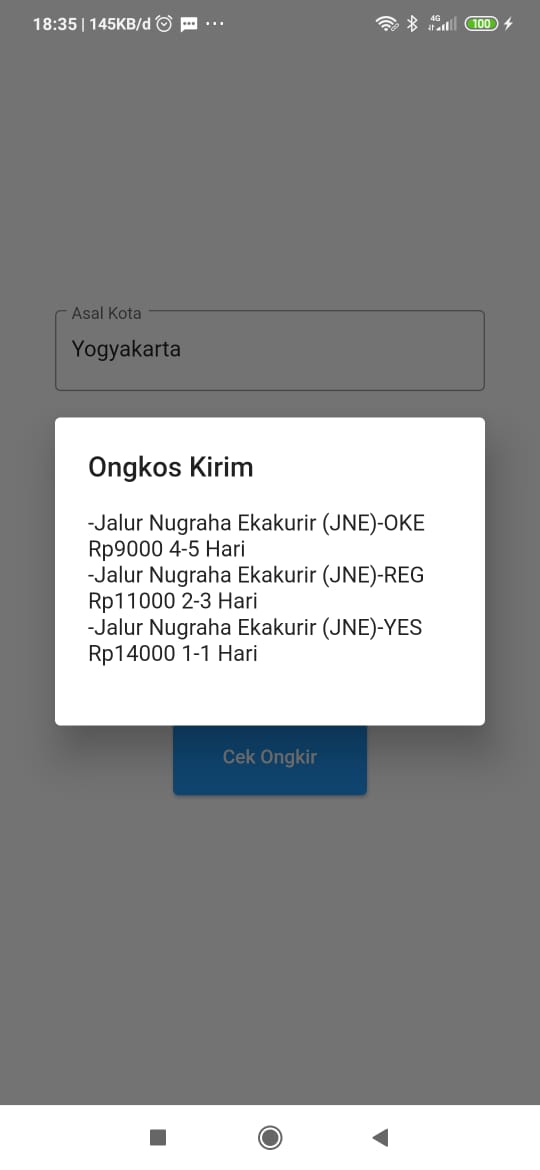 18:35 | 145KB/d
4G
100
Asal Kota
Yogyakarta
Ongkos Kirim
-Jalur Nugraha Ekakurir (JNE)-OKE
Rp9000 4-5 Hari
-Jalur Nugraha Ekakurir (JNE)-REG
Rp11000 2-3 Hari
-Jalur Nugraha Ekakurir (JNE)-YES
Rp14000 1-1 Hari
Cek Ongkir